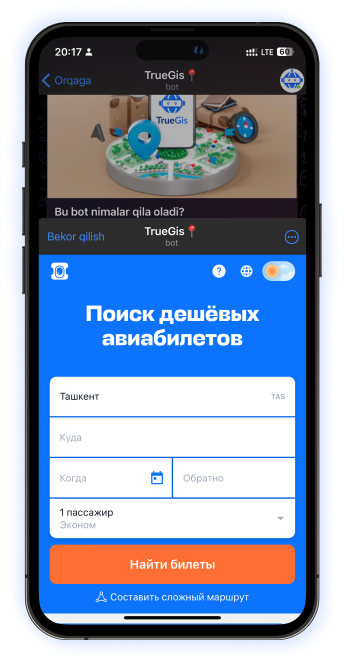 20:17
LTE 60
Orqaga
TrueGis📍
bot
TrueGis
Bu bot nimalar qila oladi?
Bekor qilish
TrueGis📍
bot
?
Поиск дешёвых
авиабилетов
Ташкент
TAS
Куда
Когда
Обратно
1 пассажир
Эконом
Найти билеты
Составить сложный маршрут